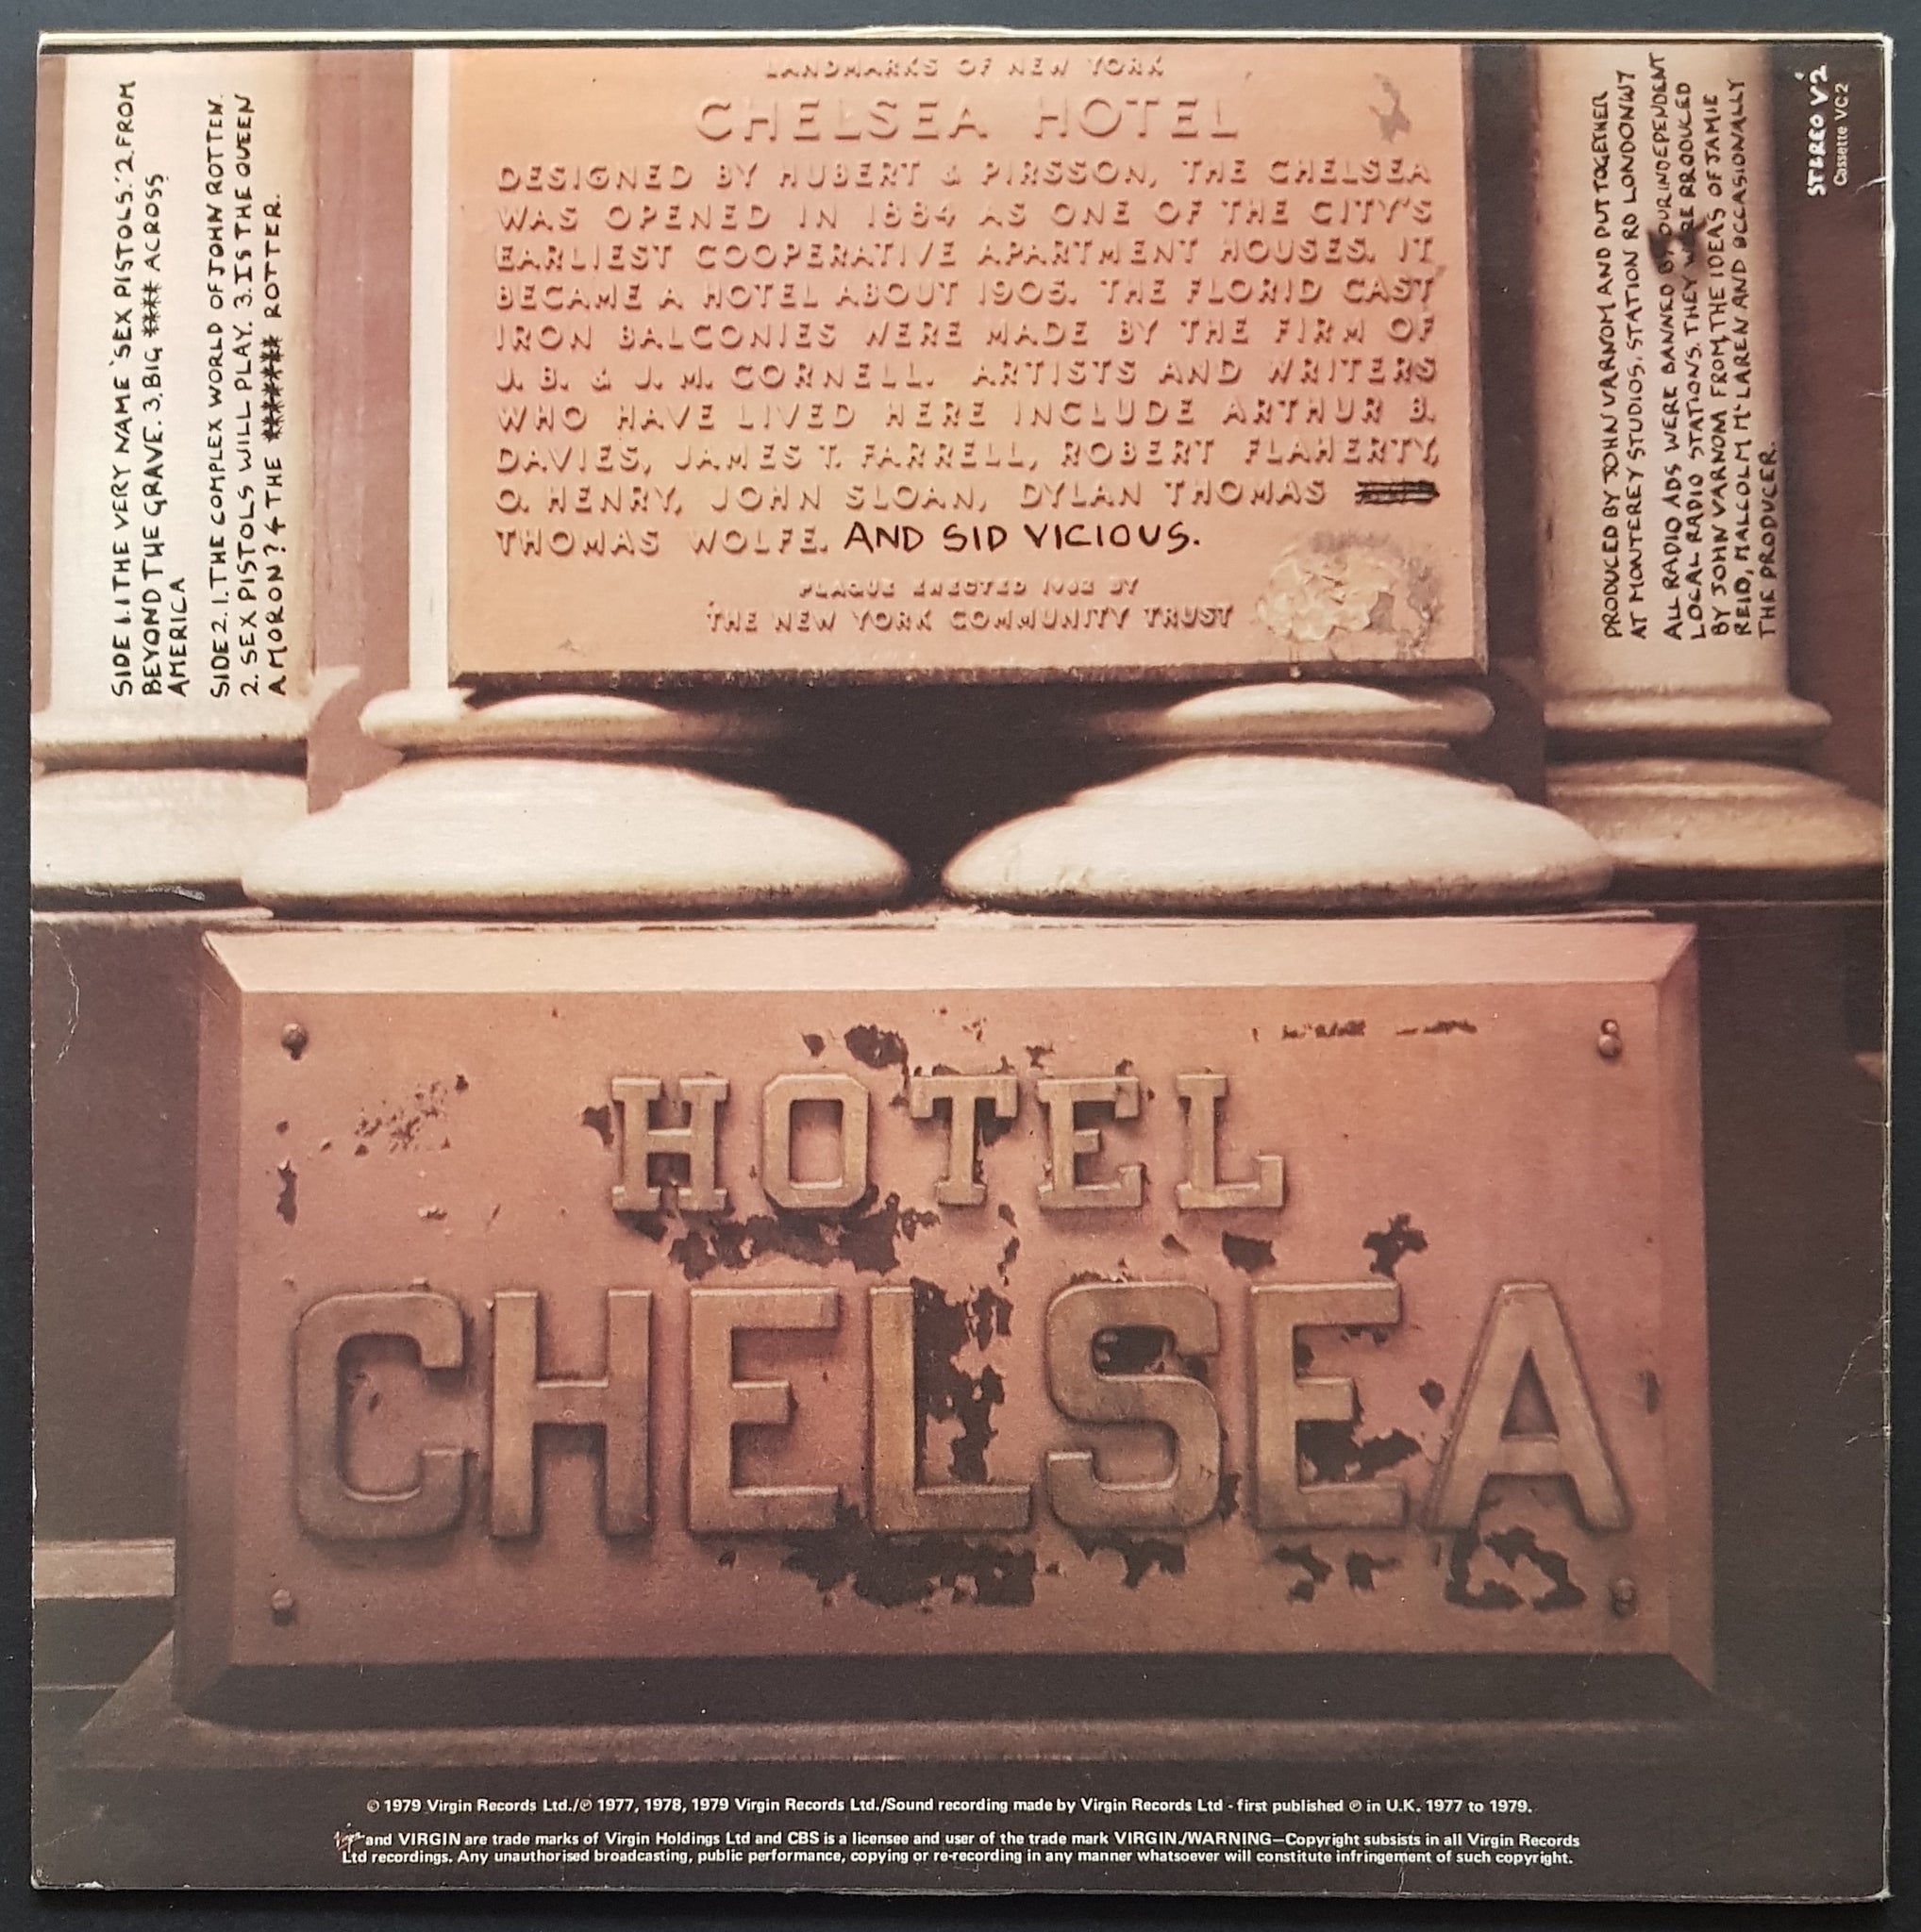 SIDE 1. 1 THE VERY NAME 'SEX PISTOLS.' 2. FROM
BEYOND THE GRAVE. 3. BIG **** ACROSS
AMERICA
SIDE 2. 1. THE COMPLEX WORLD OF JOHN ROTTEN.
2. SEX PISTOLS WILL PLAY. 3. IS THE QUEEN
A MORON? 4 THE ****** ROTTER.
LANDMARKS OF NEW YORK
CHELSEA HOTEL
DESIGNED BY HUBERT & PIRSSON, THE CHELSEA
WAS OPENED IN 1884 AS ONE OF THE CITY'S
EARLIEST COOPERATIVE APARTMENT HOUSES. IT
BECAME A HOTEL ABOUT 1905. THE FLORID CAST
IRON BALCONIES WERE MADE BY THE FIRM OF
J. B. & J. M. CORNELL. ARTISTS AND WRITERS
WHO HAVE LIVED HERE INCLUDE ARTHUR B.
DAVIES, JAMES T. FARRELL, ROBERT FLAHERTY,
O. HENRY, JOHN SLOAN, DYLAN THOMAS
THOMAS WOLFE. AND SID VICIOUS.
PLAQUE ERECTED 1962 BY
THE NEW YORK COMMUNITY TRUST
PRODUCED BY JOHN VARNOM AND PUT TOGETHER
AT MONTEREY STUDIOS. STATION RD LONDON W7
ALL RADIO ADS WERE BANNED BY OUR INDEPENDENT
LOCAL RADIO STATIONS. THEY WERE PRODUCED
BY JOHN VARNOM FROM THE IDEAS OF JAMIE
REID, MALCOLM McLAREN AND OCCASIONALLY
THE PRODUCER.
STEREO V2
Cassette VC2
HOTEL
CHELSEA
© 1979 Virgin Records Ltd./℗ 1977, 1978, 1979 Virgin Records Ltd./Sound recording made by Virgin Records Ltd - first published ℗ in U.K. 1977 to 1979.
Virgin and VIRGIN are trade marks of Virgin Holdings Ltd and CBS is a licensee and user of the trade mark VIRGIN./WARNING—Copyright subsists in all Virgin Records
Ltd recordings. Any unauthorised broadcasting, public performance, copying or re-recording in any manner whatsoever will constitute infringement of such copyright.